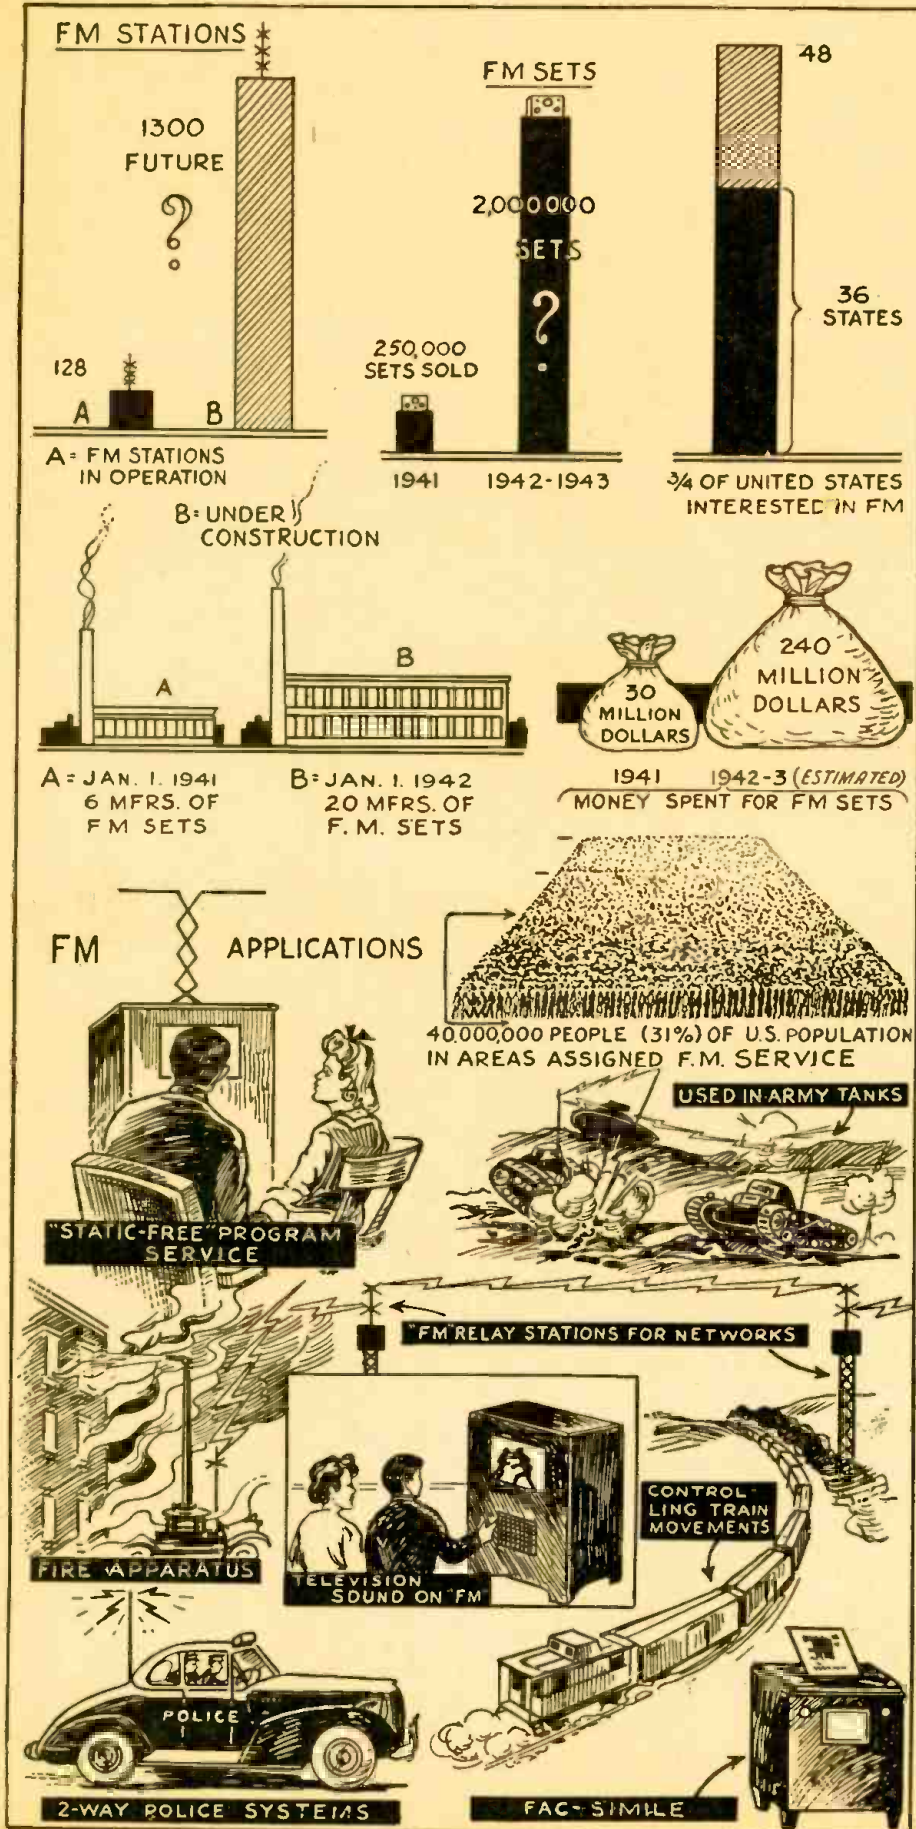 FM STATIONS
1300
FUTURE
?
128
A
B
A = FM STATIONS
IN OPERATION
B = UNDER
CONSTRUCTION
FM SETS
2,000,000
SETS
?
250,000
SETS SOLD
1941
1942-1943
48
36
STATES
3/4 OF UNITED STATES
INTERESTED IN FM
A
B
A = JAN. 1. 1941
6 MFRS. OF
FM SETS
B = JAN. 1. 1942
20 MFRS. OF
F. M. SETS
30
MILLION
DOLLARS
240
MILLION
DOLLARS
1941
1942-3 (ESTIMATED)
MONEY SPENT FOR FM SETS
40,000,000 PEOPLE (31%) OF U.S. POPULATION
IN AREAS ASSIGNED F.M. SERVICE
FM APPLICATIONS
"STATIC-FREE" PROGRAM
SERVICE
USED IN ARMY TANKS
"FM" RELAY STATIONS FOR NETWORKS
FIRE APPARATUS
TELEVISION
SOUND ON "FM
CONTROL-
LING TRAIN
MOVEMENTS
POLICE
2-WAY POLICE SYSTEMS
FAC-SIMILE